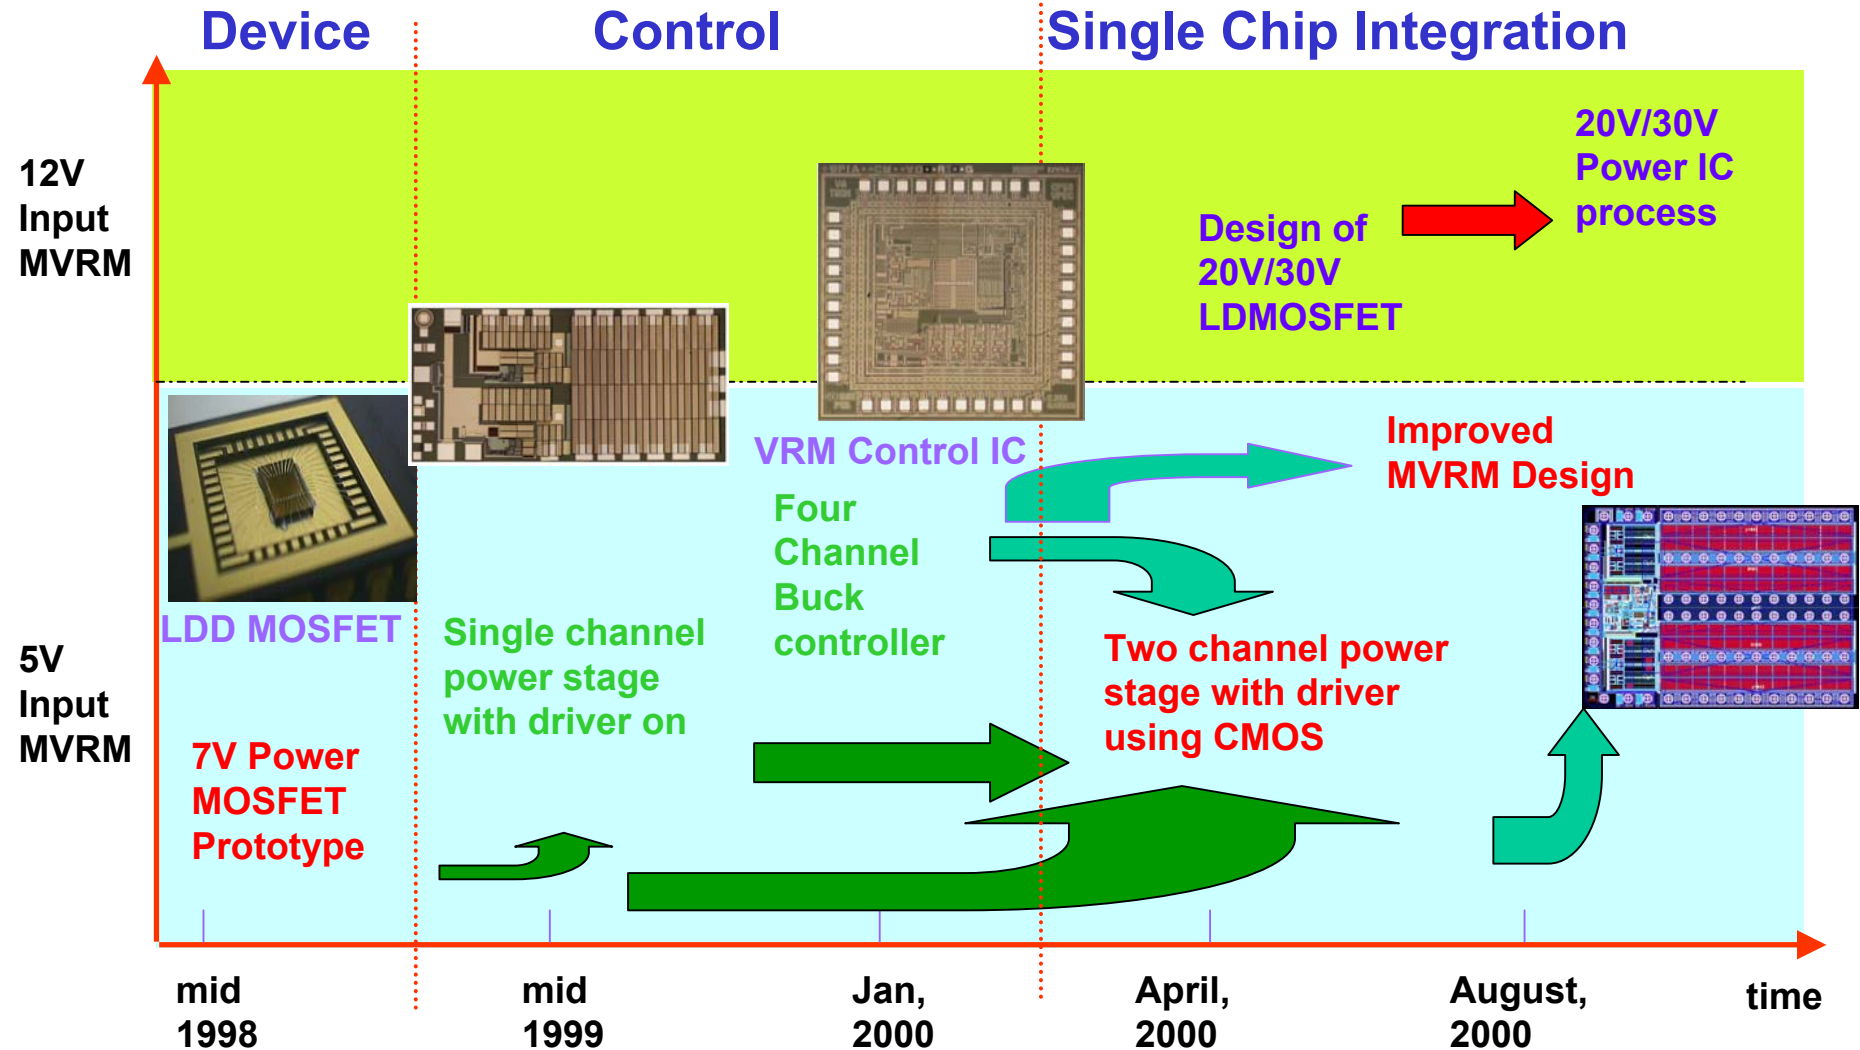 Device
Control
Single Chip Integration
12V
Input
MVRM
20V/30V
Power IC
process
Design of
20V/30V
LDMOSFET
VRM Control IC
Four
Channel
Buck
controller
Improved
MVRM Design
LDD MOSFET
Single channel
power stage
with driver on
Two channel power
stage with driver
using CMOS
5V
Input
MVRM
7V Power
MOSFET
Prototype
mid
1998
mid
1999
Jan,
2000
April,
2000
August,
2000
time